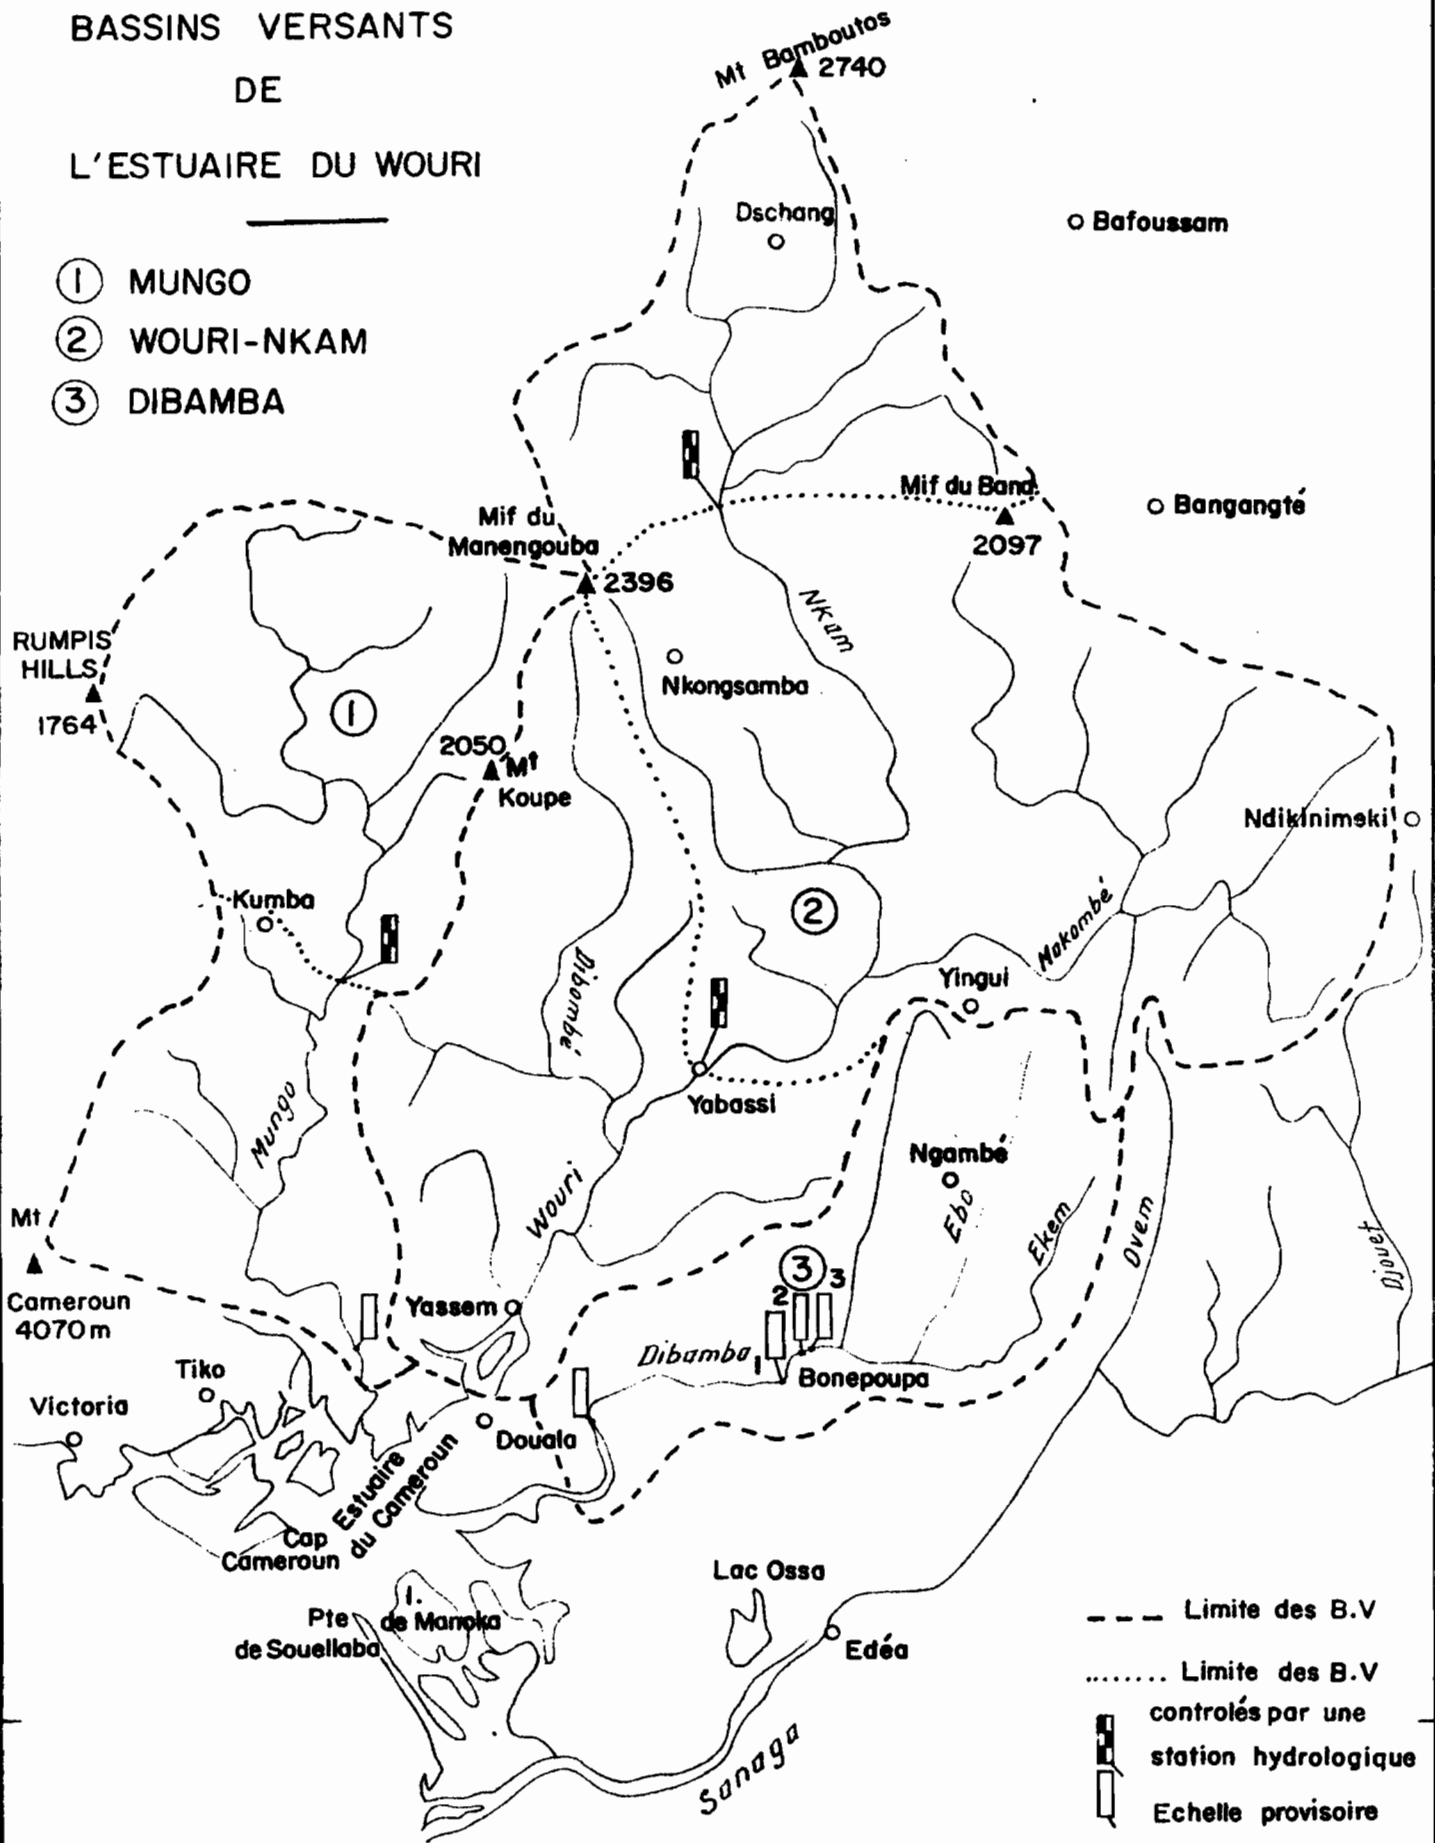 BASSINS VERSANTS
DE
L'ESTUAIRE DU WOURI
1 MUNGO
2 WOURI-NKAM
3 DIBAMBA
Mt Bamboutos
2740
Dschang
Bafoussam
Mif du Bana
2097
Bangangté
Mif du
Manengouba
2396
Nkam
Nkongsamba
RUMPIS
HILLS
1764
1
2050
Mt
Koupe
Ndikinimeki
Kumba
2
Makombé
Dibombé
Yingui
Yabassi
Mungo
Ngambé
Wouri
Ebo
Ekem
Ovem
Djouet
Mt
Cameroun
4070m
3
2
3
1
Yassem
Dibamba
Bonepoupa
Tiko
Victoria
Douala
Estuaire
du Cameroun
Cap
Cameroun
Lac Ossa
I.
de Manoka
Pte
de Souellaba
Edéa
Sanaga
Limite des B.V
Limite des B.V
controlés par une
station hydrologique
Echelle provisoire